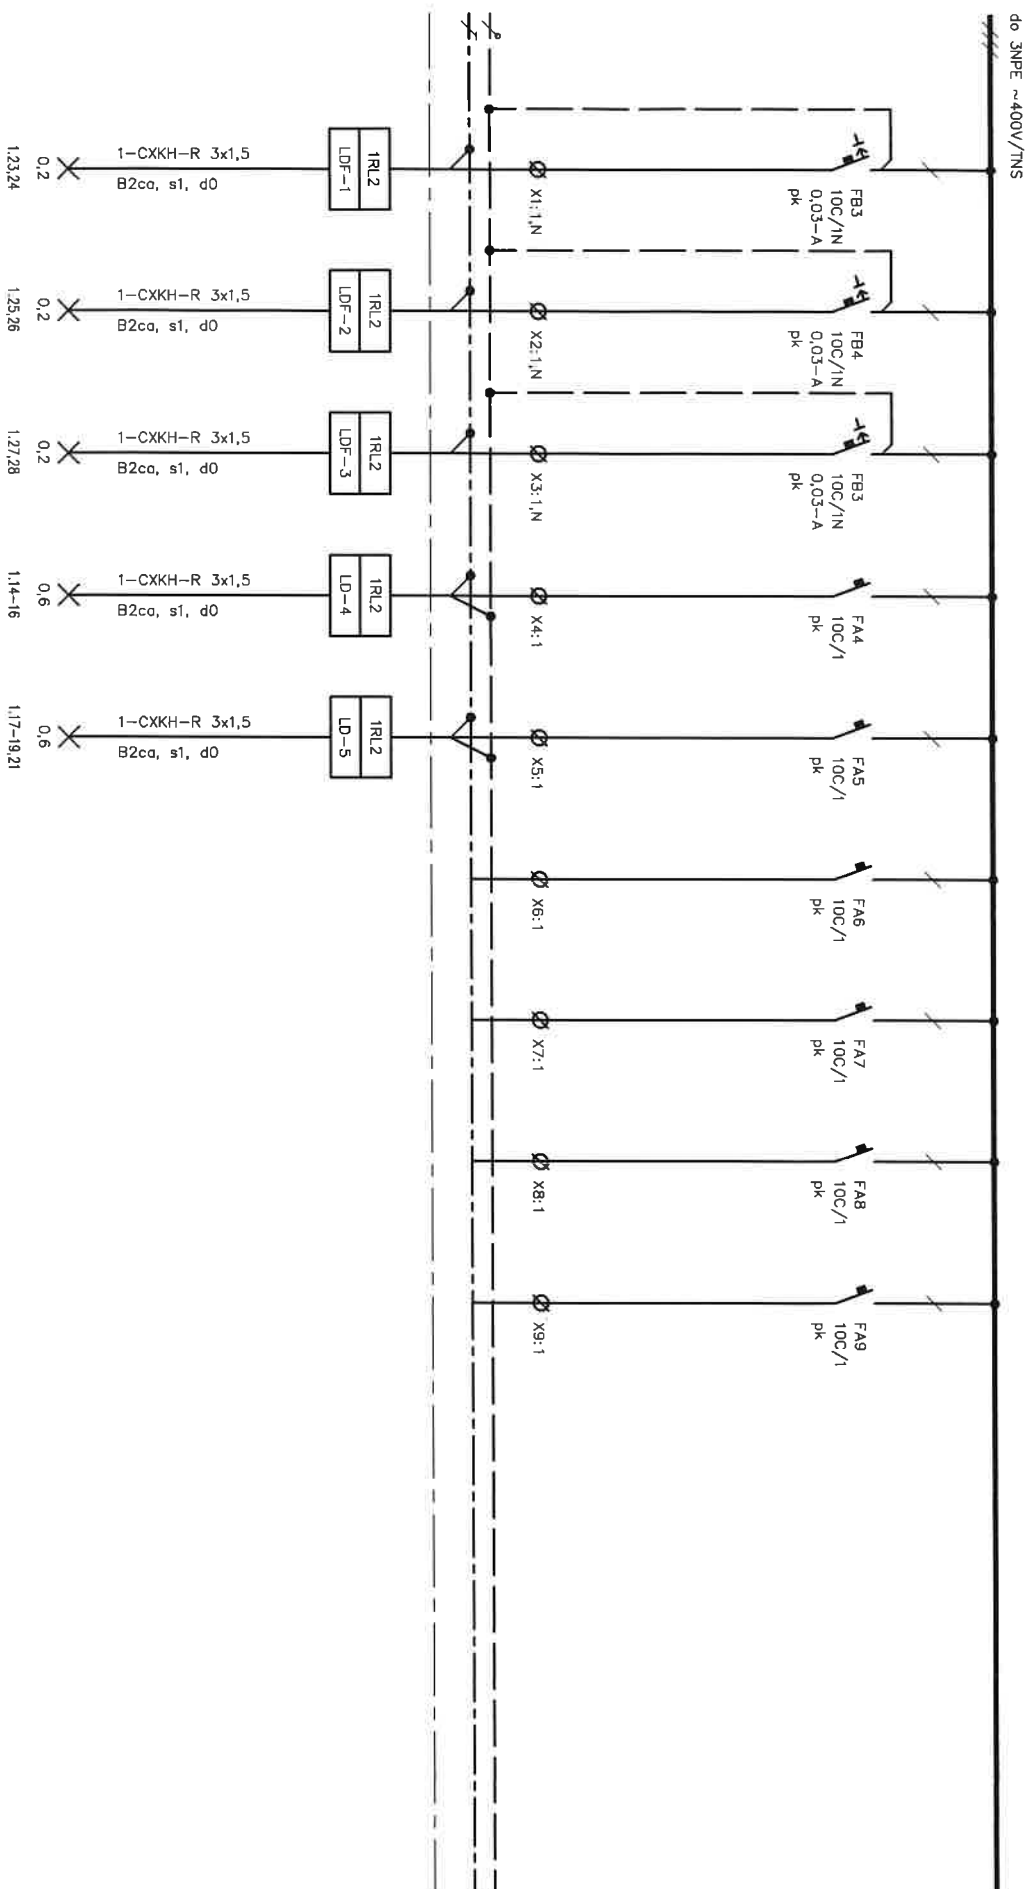 do 3NPE ~400V/TNS
FB3
10C/1N
0,03-A
pk
FB4
10C/1N
0,03-A
pk
FB3
10C/1N
0,03-A
pk
FA4
10C/1
pk
FA5
10C/1
pk
FA6
10C/1
pk
FA7
10C/1
pk
FA8
10C/1
pk
FA9
10C/1
pk
X1:1,N
X2:1,N
X3:1,N
X4:1
X5:1
X6:1
X7:1
X8:1
X9:1
1RL2
LDF-1
1RL2
LDF-2
1RL2
LDF-3
1RL2
LD-4
1RL2
LD-5
1-CXKH-R 3x1,5
B2ca, s1, d0
1-CXKH-R 3x1,5
B2ca, s1, d0
1-CXKH-R 3x1,5
B2ca, s1, d0
1-CXKH-R 3x1,5
B2ca, s1, d0
1-CXKH-R 3x1,5
B2ca, s1, d0
0,2
0,2
0,2
0,6
0,6
1.23,24
1.25,26
1.27,28
1.14-16
1.17-19,21